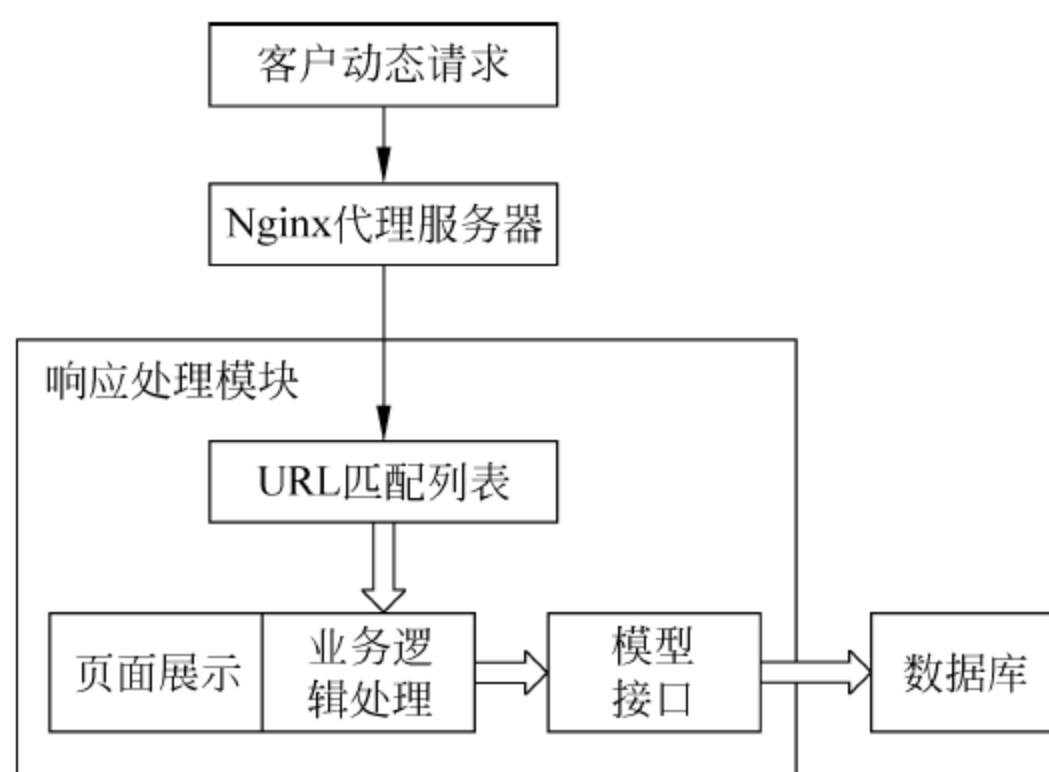 客户动态请求
Nginx代理服务器
响应处理模块
URL匹配列表
页面展示
业务逻
辑处理
模型
接口
数据库